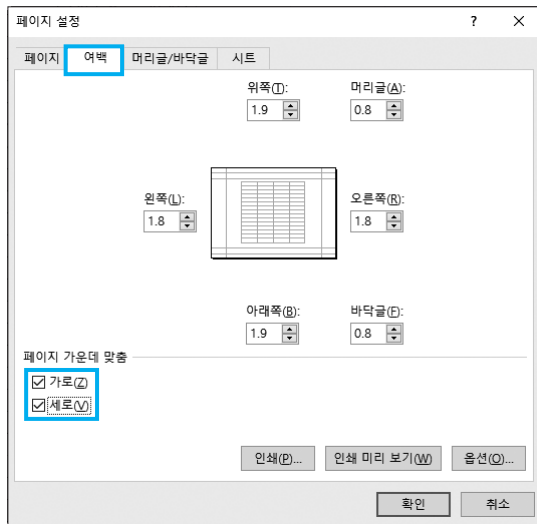 페이지 설정 ? ×
페이지 여백 머리글/바닥글 시트
위쪽(T): 머리글(A):
1.9 0.8
왼쪽(L): 오른쪽(R):
1.8 1.8
아래쪽(B): 바닥글(F):
1.9 0.8
페이지 가운데 맞춤
가로(Z)
세로(V)
인쇄(P)... 인쇄 미리 보기(W) 옵션(O)...
확인 취소